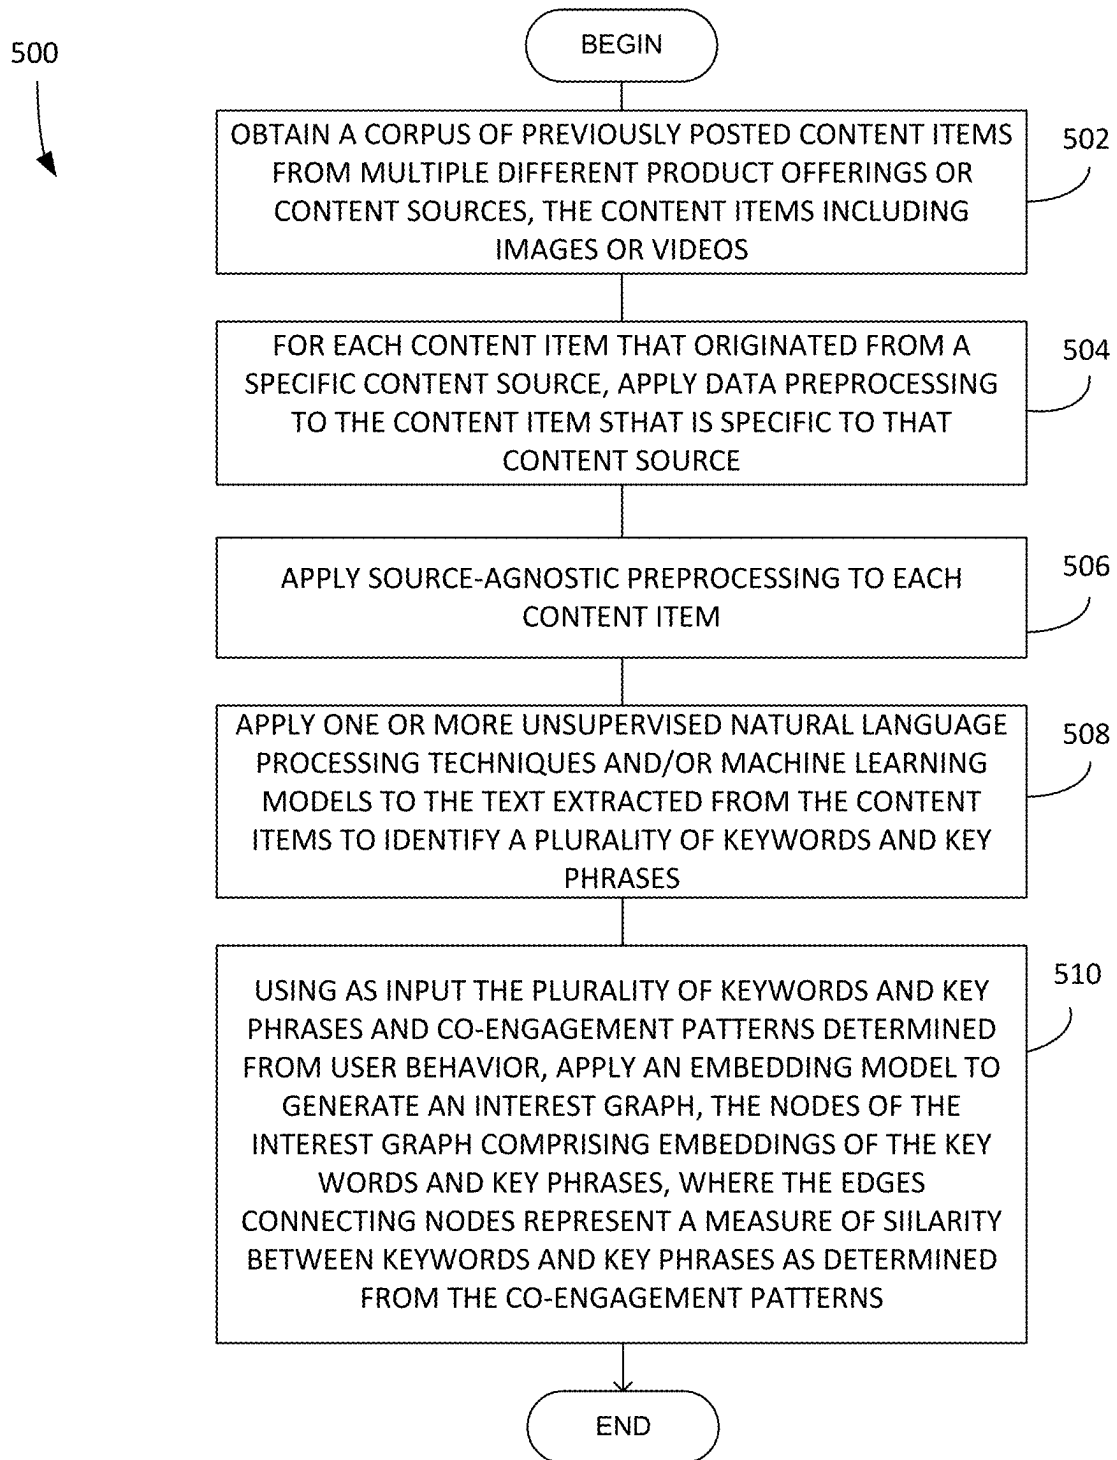 500
BEGIN
OBTAIN A CORPUS OF PREVIOUSLY POSTED CONTENT ITEMS
FROM MULTIPLE DIFFERENT PRODUCT OFFERINGS OR
CONTENT SOURCES, THE CONTENT ITEMS INCLUDING
IMAGES OR VIDEOS
502
FOR EACH CONTENT ITEM THAT ORIGINATED FROM A
SPECIFIC CONTENT SOURCE, APPLY DATA PREPROCESSING
TO THE CONTENT ITEM STHAT IS SPECIFIC TO THAT
CONTENT SOURCE
504
APPLY SOURCE-AGNOSTIC PREPROCESSING TO EACH
CONTENT ITEM
506
APPLY ONE OR MORE UNSUPERVISED NATURAL LANGUAGE
PROCESSING TECHNIQUES AND/OR MACHINE LEARNING
MODELS TO THE TEXT EXTRACTED FROM THE CONTENT
ITEMS TO IDENTIFY A PLURALITY OF KEYWORDS AND KEY
PHRASES
508
USING AS INPUT THE PLURALITY OF KEYWORDS AND KEY
PHRASES AND CO-ENGAGEMENT PATTERNS DETERMINED
FROM USER BEHAVIOR, APPLY AN EMBEDDING MODEL TO
GENERATE AN INTEREST GRAPH, THE NODES OF THE
INTEREST GRAPH COMPRISING EMBEDDINGS OF THE KEY
WORDS AND KEY PHRASES, WHERE THE EDGES
CONNECTING NODES REPRESENT A MEASURE OF SIILARITY
BETWEEN KEYWORDS AND KEY PHRASES AS DETERMINED
FROM THE CO-ENGAGEMENT PATTERNS
510
END